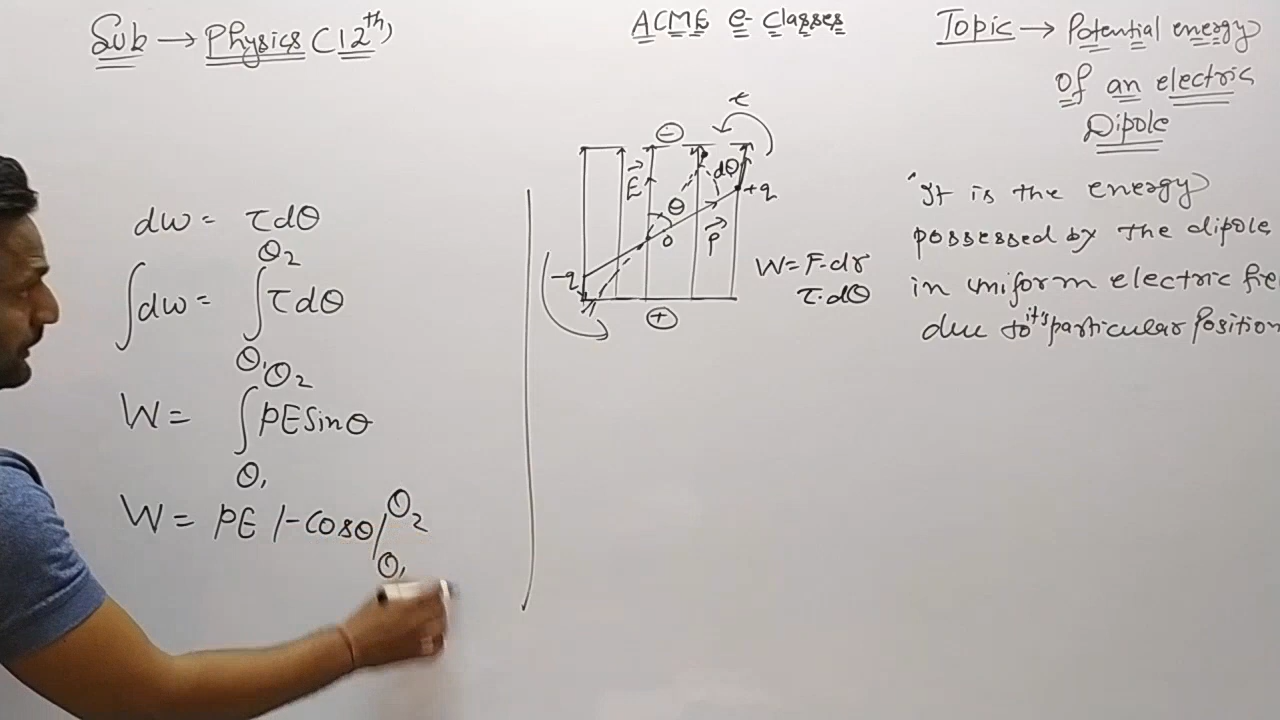 Sub → Physics (12th)
ACME e-Classes
Topic → Potential energy
Of an electric
Dipole
"It is the energy
possessed by the dipole
in uniform electric fie
due to it's particular Position
dw = τdθ
θ2
∫dw = ∫τdθ
θ1
θ2
W = ∫PESinθ
θ1
W = PE |-Cosθ|θ2
θ1
τ
⊖
dθ
E
θ
+q
P
O
-q
W = F.dr
τ.dθ
⊕